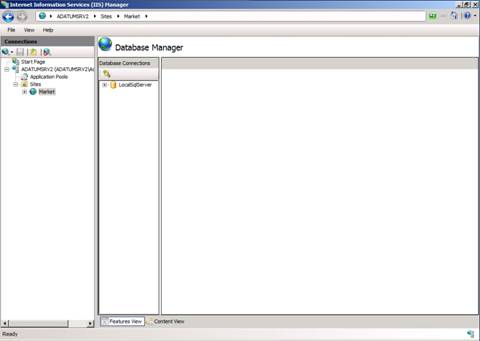 Internet Information Services (IIS) Manager
ADATUMSRV2 Sites Market
File View Help
Connections
Start Page
ADATUMSRV2 (ADATUMSRV2\Ad
Application Pools
Sites
Market
Database Manager
Database Connections
LocalSqlServer
Features View Content View
Ready